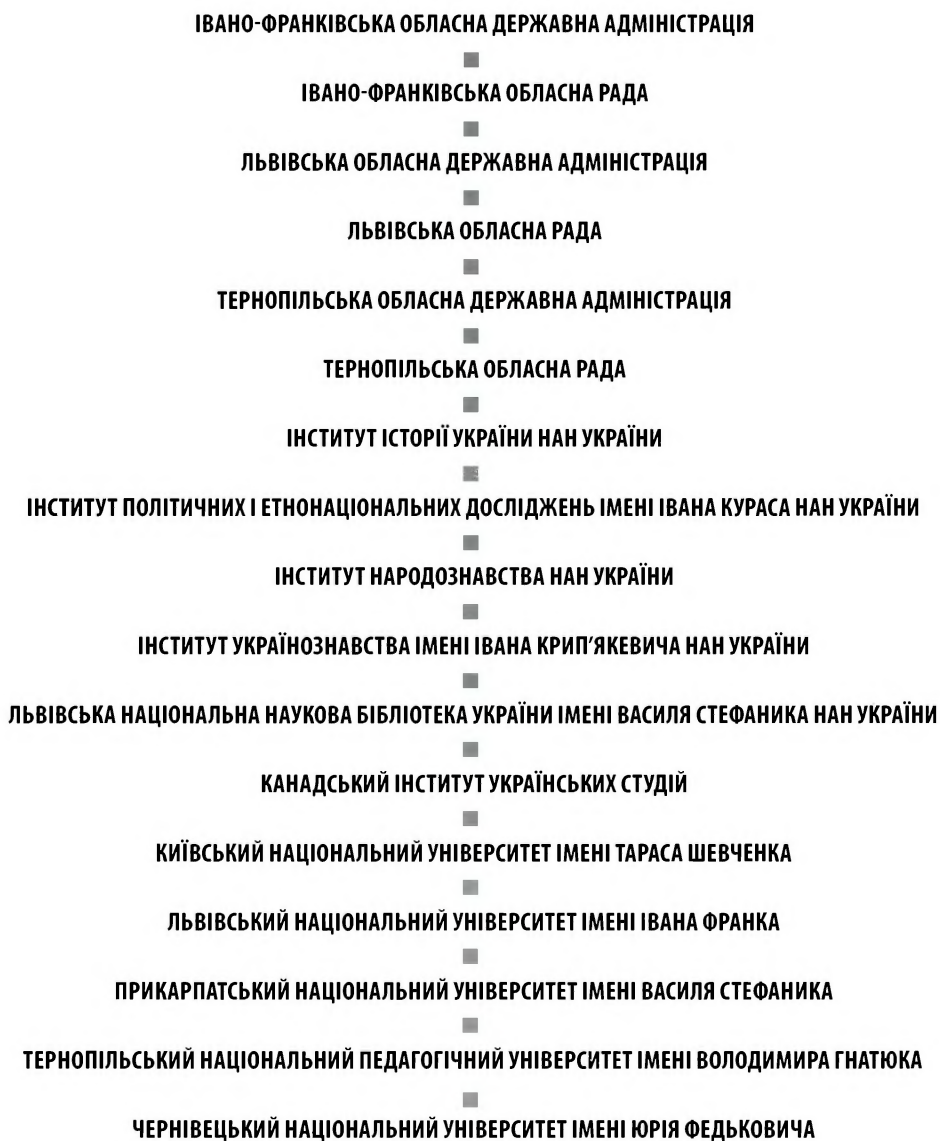 ІВАНО-ФРАНКІВСЬКА ОБЛАСНА ДЕРЖАВНА АДМІНІСТРАЦІЯ
ІВАНО-ФРАНКІВСЬКА ОБЛАСНА РАДА
ЛЬВІВСЬКА ОБЛАСНА ДЕРЖАВНА АДМІНІСТРАЦІЯ
ЛЬВІВСЬКА ОБЛАСНА РАДА
ТЕРНОПІЛЬСЬКА ОБЛАСНА ДЕРЖАВНА АДМІНІСТРАЦІЯ
ТЕРНОПІЛЬСЬКА ОБЛАСНА РАДА
ІНСТИТУТ ІСТОРІЇ УКРАЇНИ НАН УКРАЇНИ
ІНСТИТУТ ПОЛІТИЧНИХ І ЕТНОНАЦІОНАЛЬНИХ ДОСЛІДЖЕНЬ ІМЕНІ ІВАНА КУРАСА НАН УКРАЇНИ
ІНСТИТУТ НАРОДОЗНАВСТВА НАН УКРАЇНИ
ІНСТИТУТ УКРАЇНОЗНАВСТВА ІМЕНІ ІВАНА КРИП’ЯКЕВИЧА НАН УКРАЇНИ
ЛЬВІВСЬКА НАЦІОНАЛЬНА НАУКОВА БІБЛІОТЕКА УКРАЇНИ ІМЕНІ ВАСИЛЯ СТЕФАНИКА НАН УКРАЇНИ
КАНАДСЬКИЙ ІНСТИТУТ УКРАЇНСЬКИХ СТУДІЙ
КИЇВСЬКИЙ НАЦІОНАЛЬНИЙ УНІВЕРСИТЕТ ІМЕНІ ТАРАСА ШЕВЧЕНКА
ЛЬВІВСЬКИЙ НАЦІОНАЛЬНИЙ УНІВЕРСИТЕТ ІМЕНІ ІВАНА ФРАНКА
ПРИКАРПАТСЬКИЙ НАЦІОНАЛЬНИЙ УНІВЕРСИТЕТ ІМЕНІ ВАСИЛЯ СТЕФАНИКА
ТЕРНОПІЛЬСЬКИЙ НАЦІОНАЛЬНИЙ ПЕДАГОГІЧНИЙ УНІВЕРСИТЕТ ІМЕНІ ВОЛОДИМИРА ГНАТЮКА
ЧЕРНІВЕЦЬКИЙ НАЦІОНАЛЬНИЙ УНІВЕРСИТЕТ ІМЕНІ ЮРІЯ ФЕДЬКОВИЧА